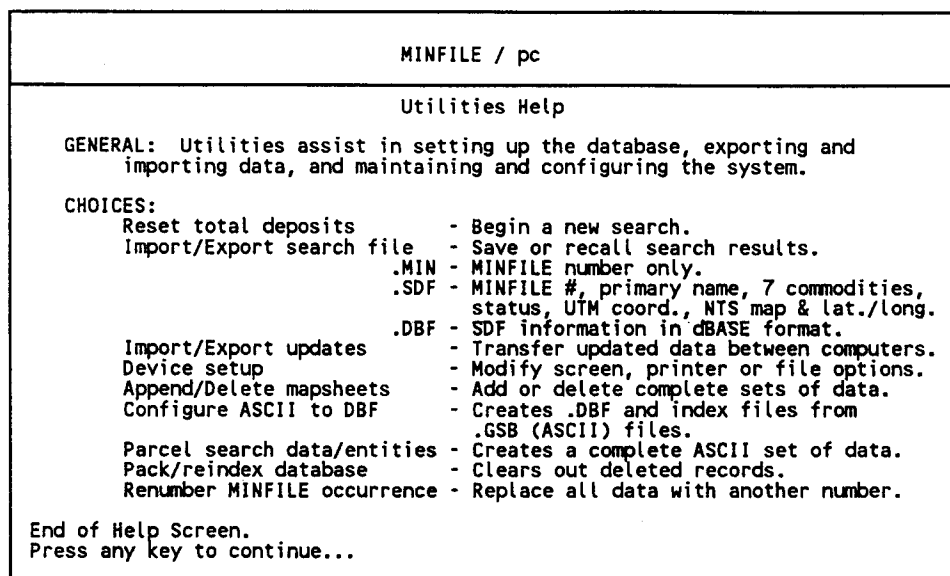 MINFILE / pc
Utilities Help
GENERAL: Utilities assist in setting up the database, exporting and
importing data, and maintaining and configuring the system.
CHOICES:
Reset total deposits - Begin a new search.
Import/Export search file - Save or recall search results.
.MIN - MINFILE number only.
.SDF - MINFILE #, primary name, 7 commodities,
status, UTM coord., NTS map & lat./long.
.DBF - SDF information in dBASE format.
Import/Export updates - Transfer updated data between computers.
Device setup - Modify screen, printer or file options.
Append/Delete mapsheets - Add or delete complete sets of data.
Configure ASCII to DBF - Creates .DBF and index files from
.GSB (ASCII) files.
Parcel search data/entities - Creates a complete ASCII set of data.
Pack/reindex database - Clears out deleted records.
Renumber MINFILE occurrence - Replace all data with another number.
End of Help Screen.
Press any key to continue...